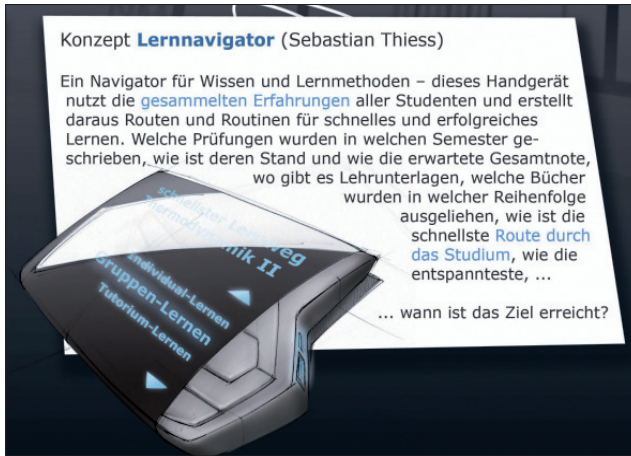 Konzept Lernnavigator (Sebastian Thiess)
Ein Navigator für Wissen und Lernmethoden – dieses Handgerät
nutzt die gesammelten Erfahrungen aller Studenten und erstellt
daraus Routen und Routinen für schnelles und erfolgreiches
Lernen. Welche Prüfungen wurden in welchen Semester ge-
schrieben, wie ist deren Stand und wie die erwartete Gesamtnote,
wo gibt es Lehrunterlagen, welche Bücher
wurden in welcher Reihenfolge
ausgeliehen, wie ist die
schnellste Route durch
das Studium, wie die
entspannteste, ...
... wann ist das Ziel erreicht?
schnellster Lernweg
Thermodynamik II
Individual-Lernen
Gruppen-Lernen
Tutorium-Lernen